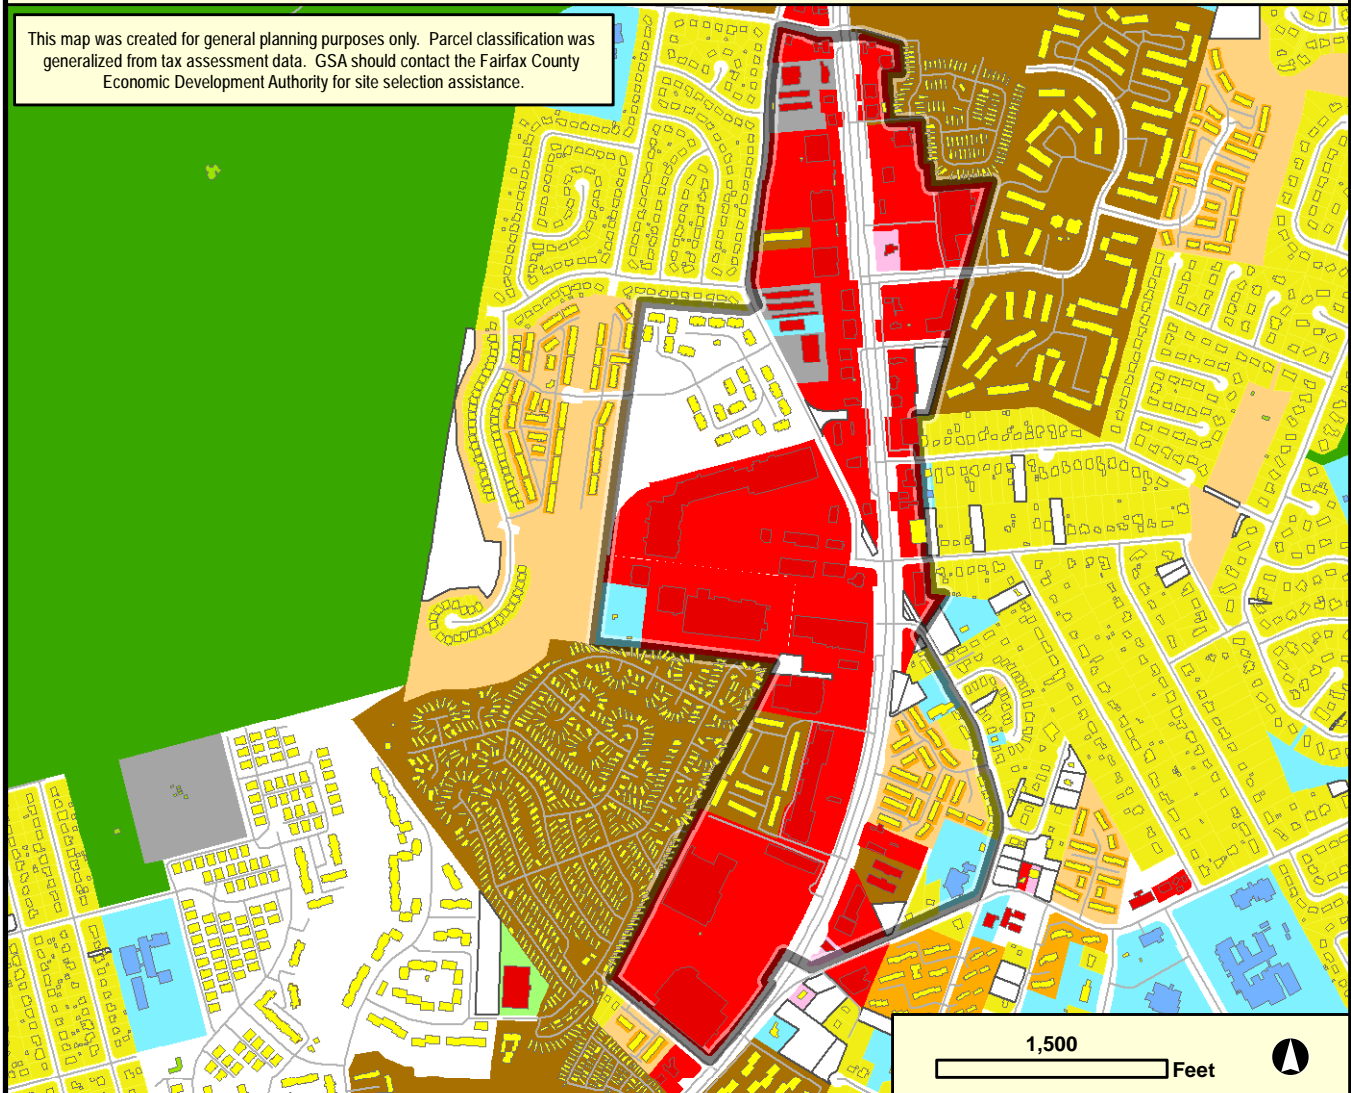 This map was created for general planning purposes only. Parcel classification was
generalized from tax assessment data. GSA should contact the Fairfax County
Economic Development Authority for site selection assistance.
1,500
Feet